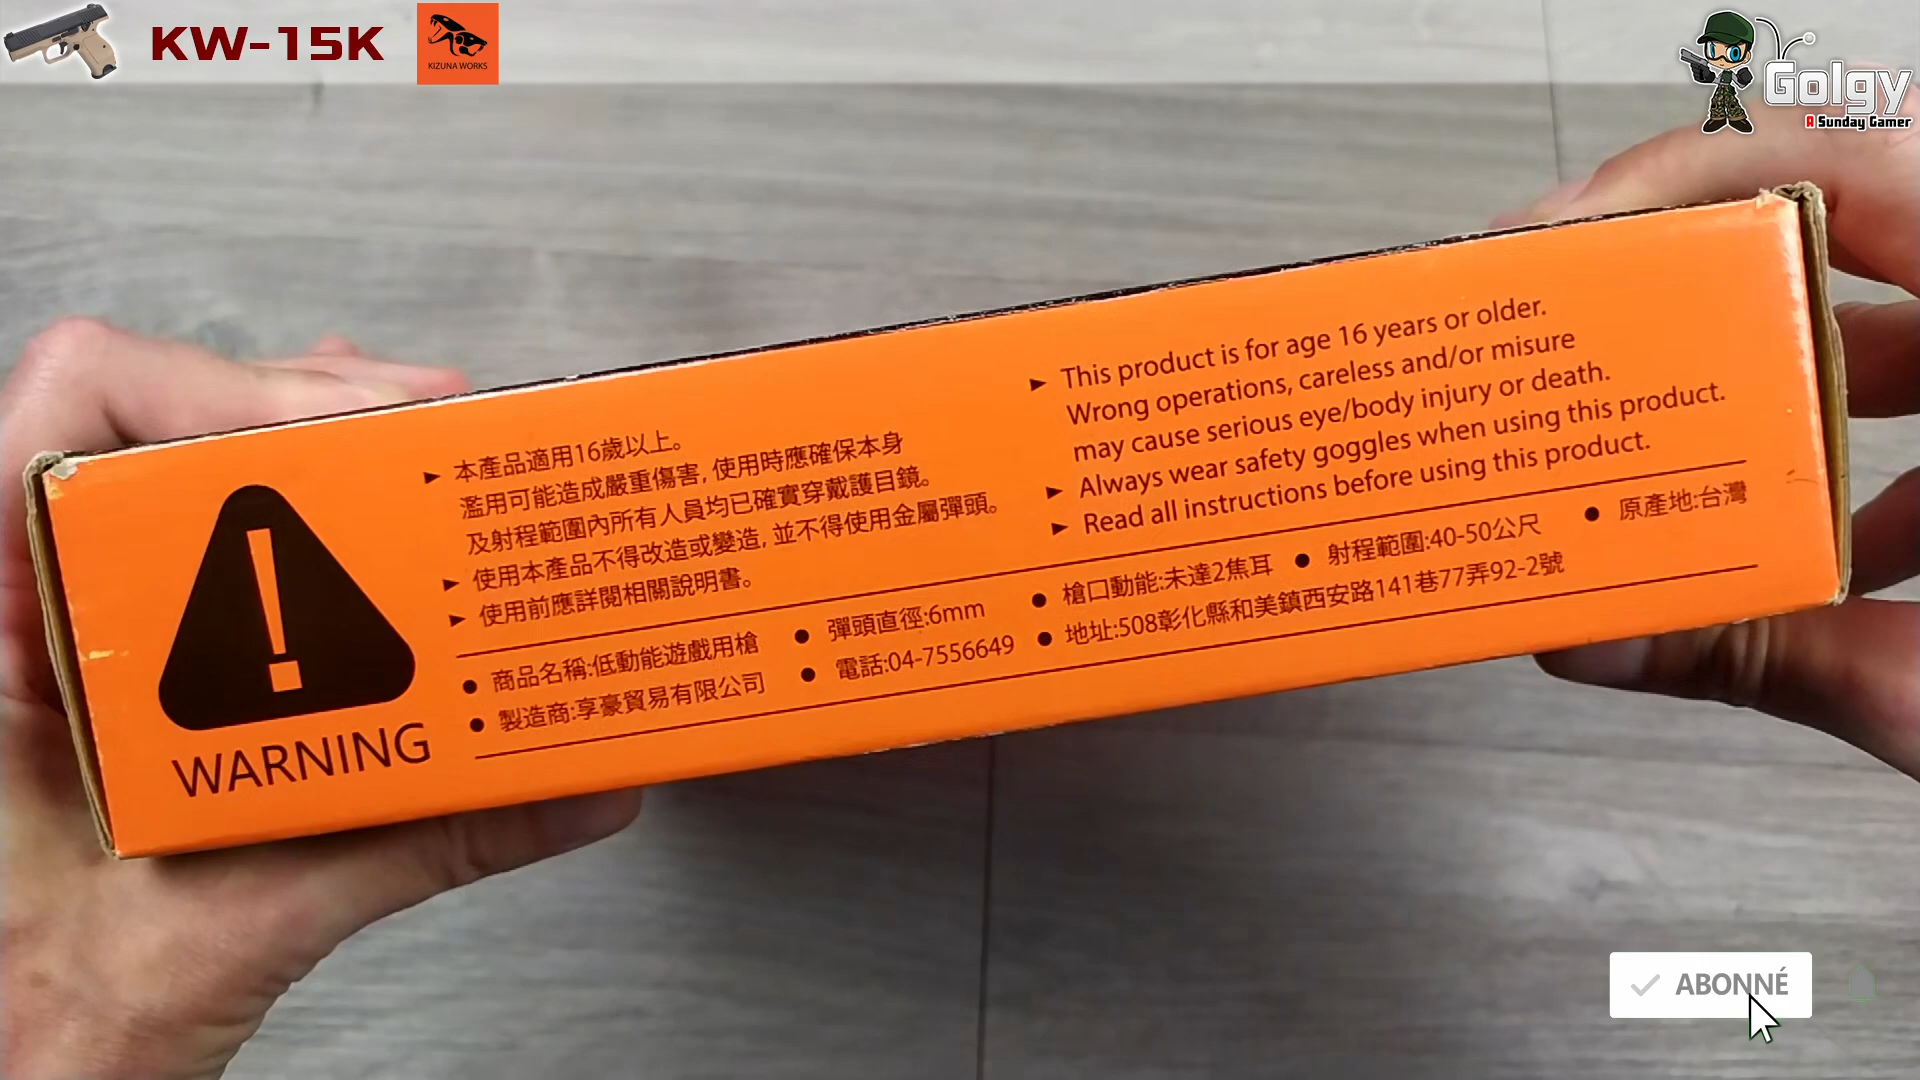 KW-15K
KIZUNA WORKS
Golgy
A Sunday Gamer
► 本產品適用16歲以上。
濫用可能造成嚴重傷害, 使用時應確保本身
及射程範圍內所有人員均已確實穿戴護目鏡。
► 使用本產品不得改造或變造, 並不得使用金屬彈頭。
► 使用前應詳閱相關說明書。
► This product is for age 16 years or older.
Wrong operations, careless and/or misure
may cause serious eye/body injury or death.
► Always wear safety goggles when using this product.
► Read all instructions before using this product.
● 商品名稱:低動能遊戲用槍 ● 彈頭直徑:6mm ● 槍口動能:未達2焦耳 ● 射程範圍:40-50公尺 ● 原產地:台灣
● 製造商:享豪貿易有限公司 ● 電話:04-7556649 ● 地址:508彰化縣和美鎮西安路141巷77弄92-2號
WARNING
ABONNÉ